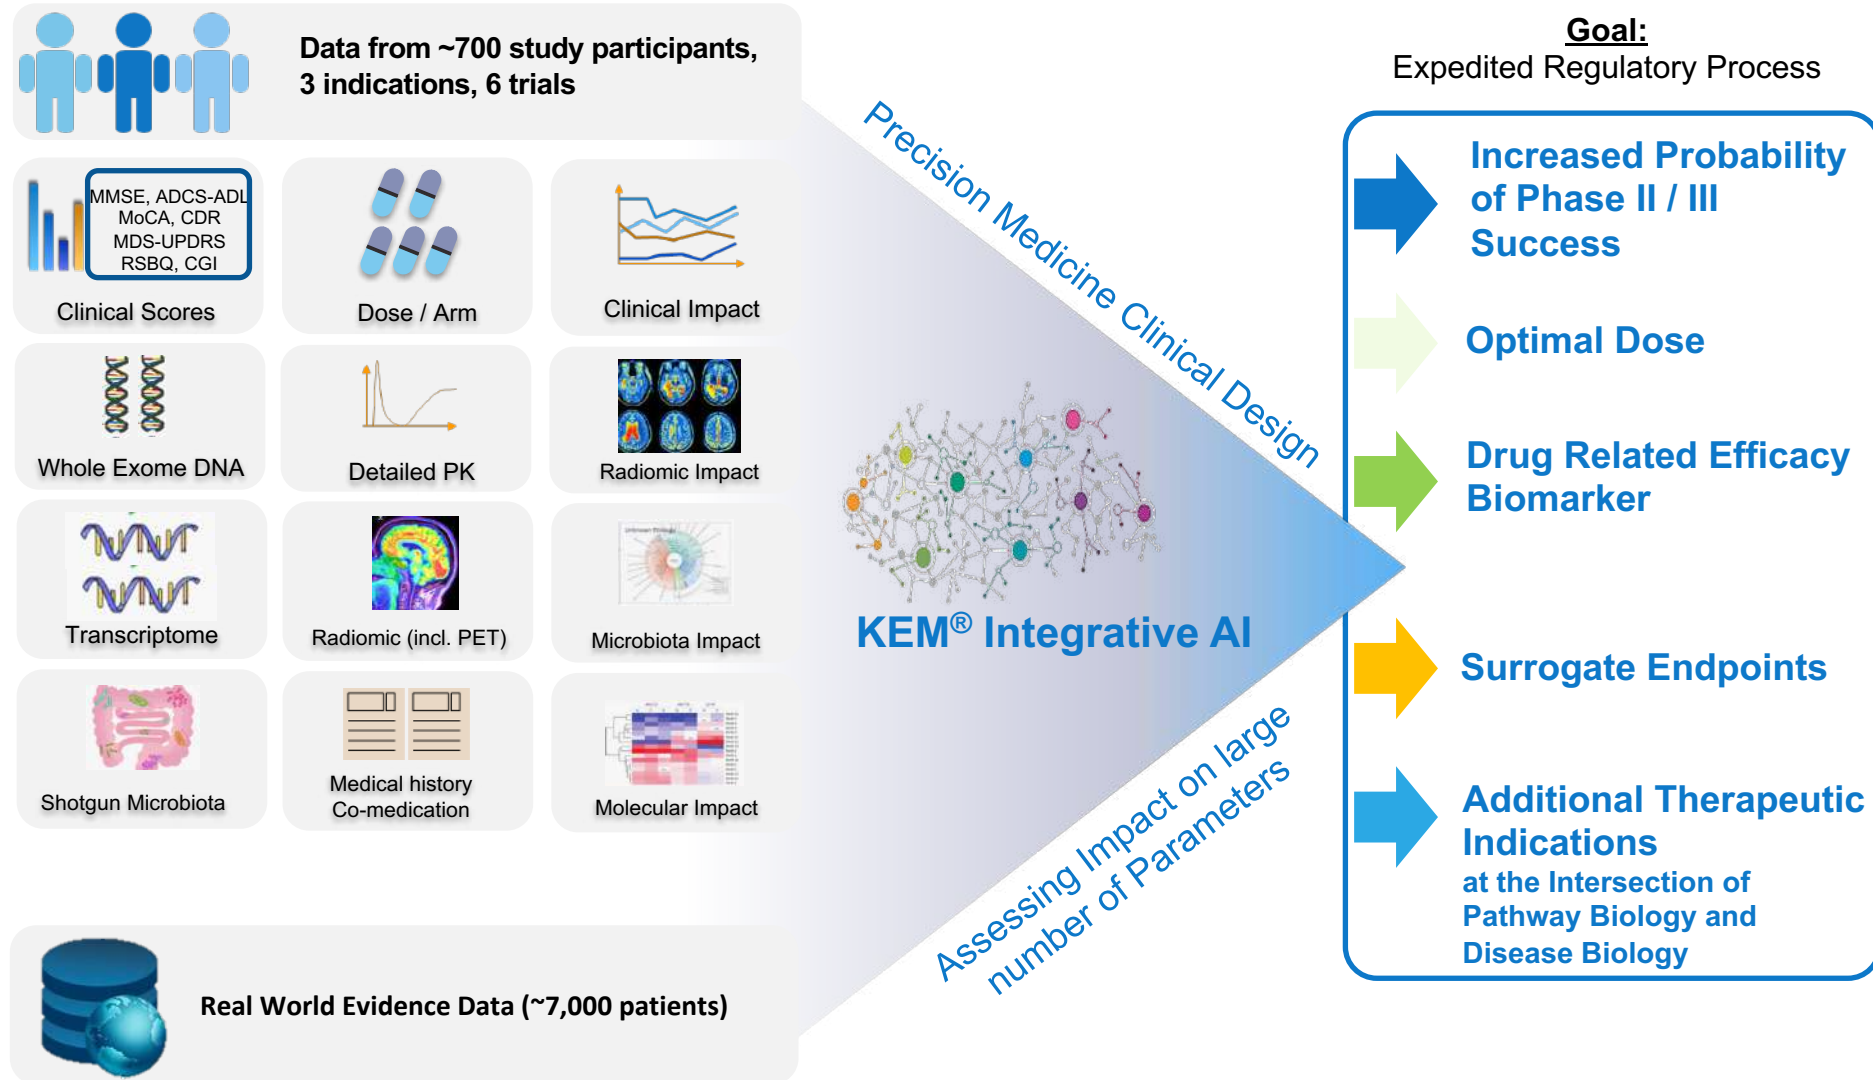 Data from ~700 study participants,
3 indications, 6 trials
MMSE, ADCS-ADL
MoCA, CDR
MDS-UPDRS
RSBQ, CGI
Clinical Scores
Dose / Arm
Clinical Impact
Whole Exome DNA
Detailed PK
Radiomic Impact
Transcriptome
Radiomic (incl. PET)
Microbiota Impact
Shotgun Microbiota
Medical history
Co-medication
Molecular Impact
Real World Evidence Data (~7,000 patients)
Precision Medicine Clinical Design
KEM® Integrative AI
Assessing Impact on large
number of Parameters
Goal:
Expedited Regulatory Process
Increased Probability
of Phase II / III
Success
Optimal Dose
Drug Related Efficacy
Biomarker
Surrogate Endpoints
Additional Therapeutic
Indications
at the Intersection of
Pathway Biology and
Disease Biology